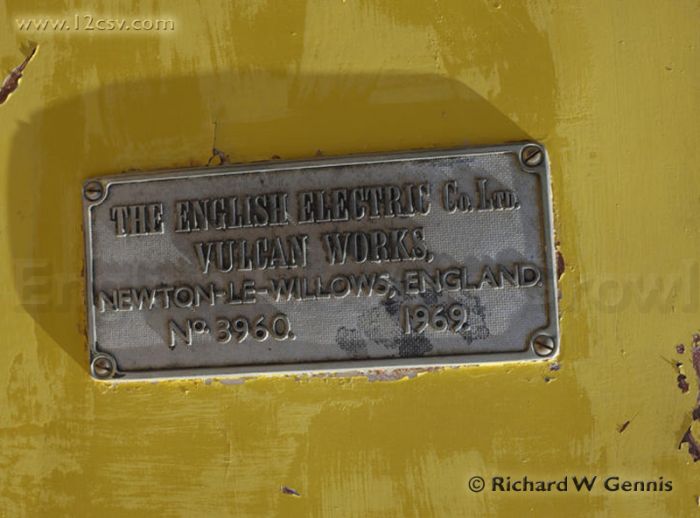 www.12csv.com
THE ENGLISH ELECTRIC Co. LTD.
VULCAN WORKS,
NEWTON-LE-WILLOWS, ENGLAND.
No. 3960. 1969.
© Richard W Gennis